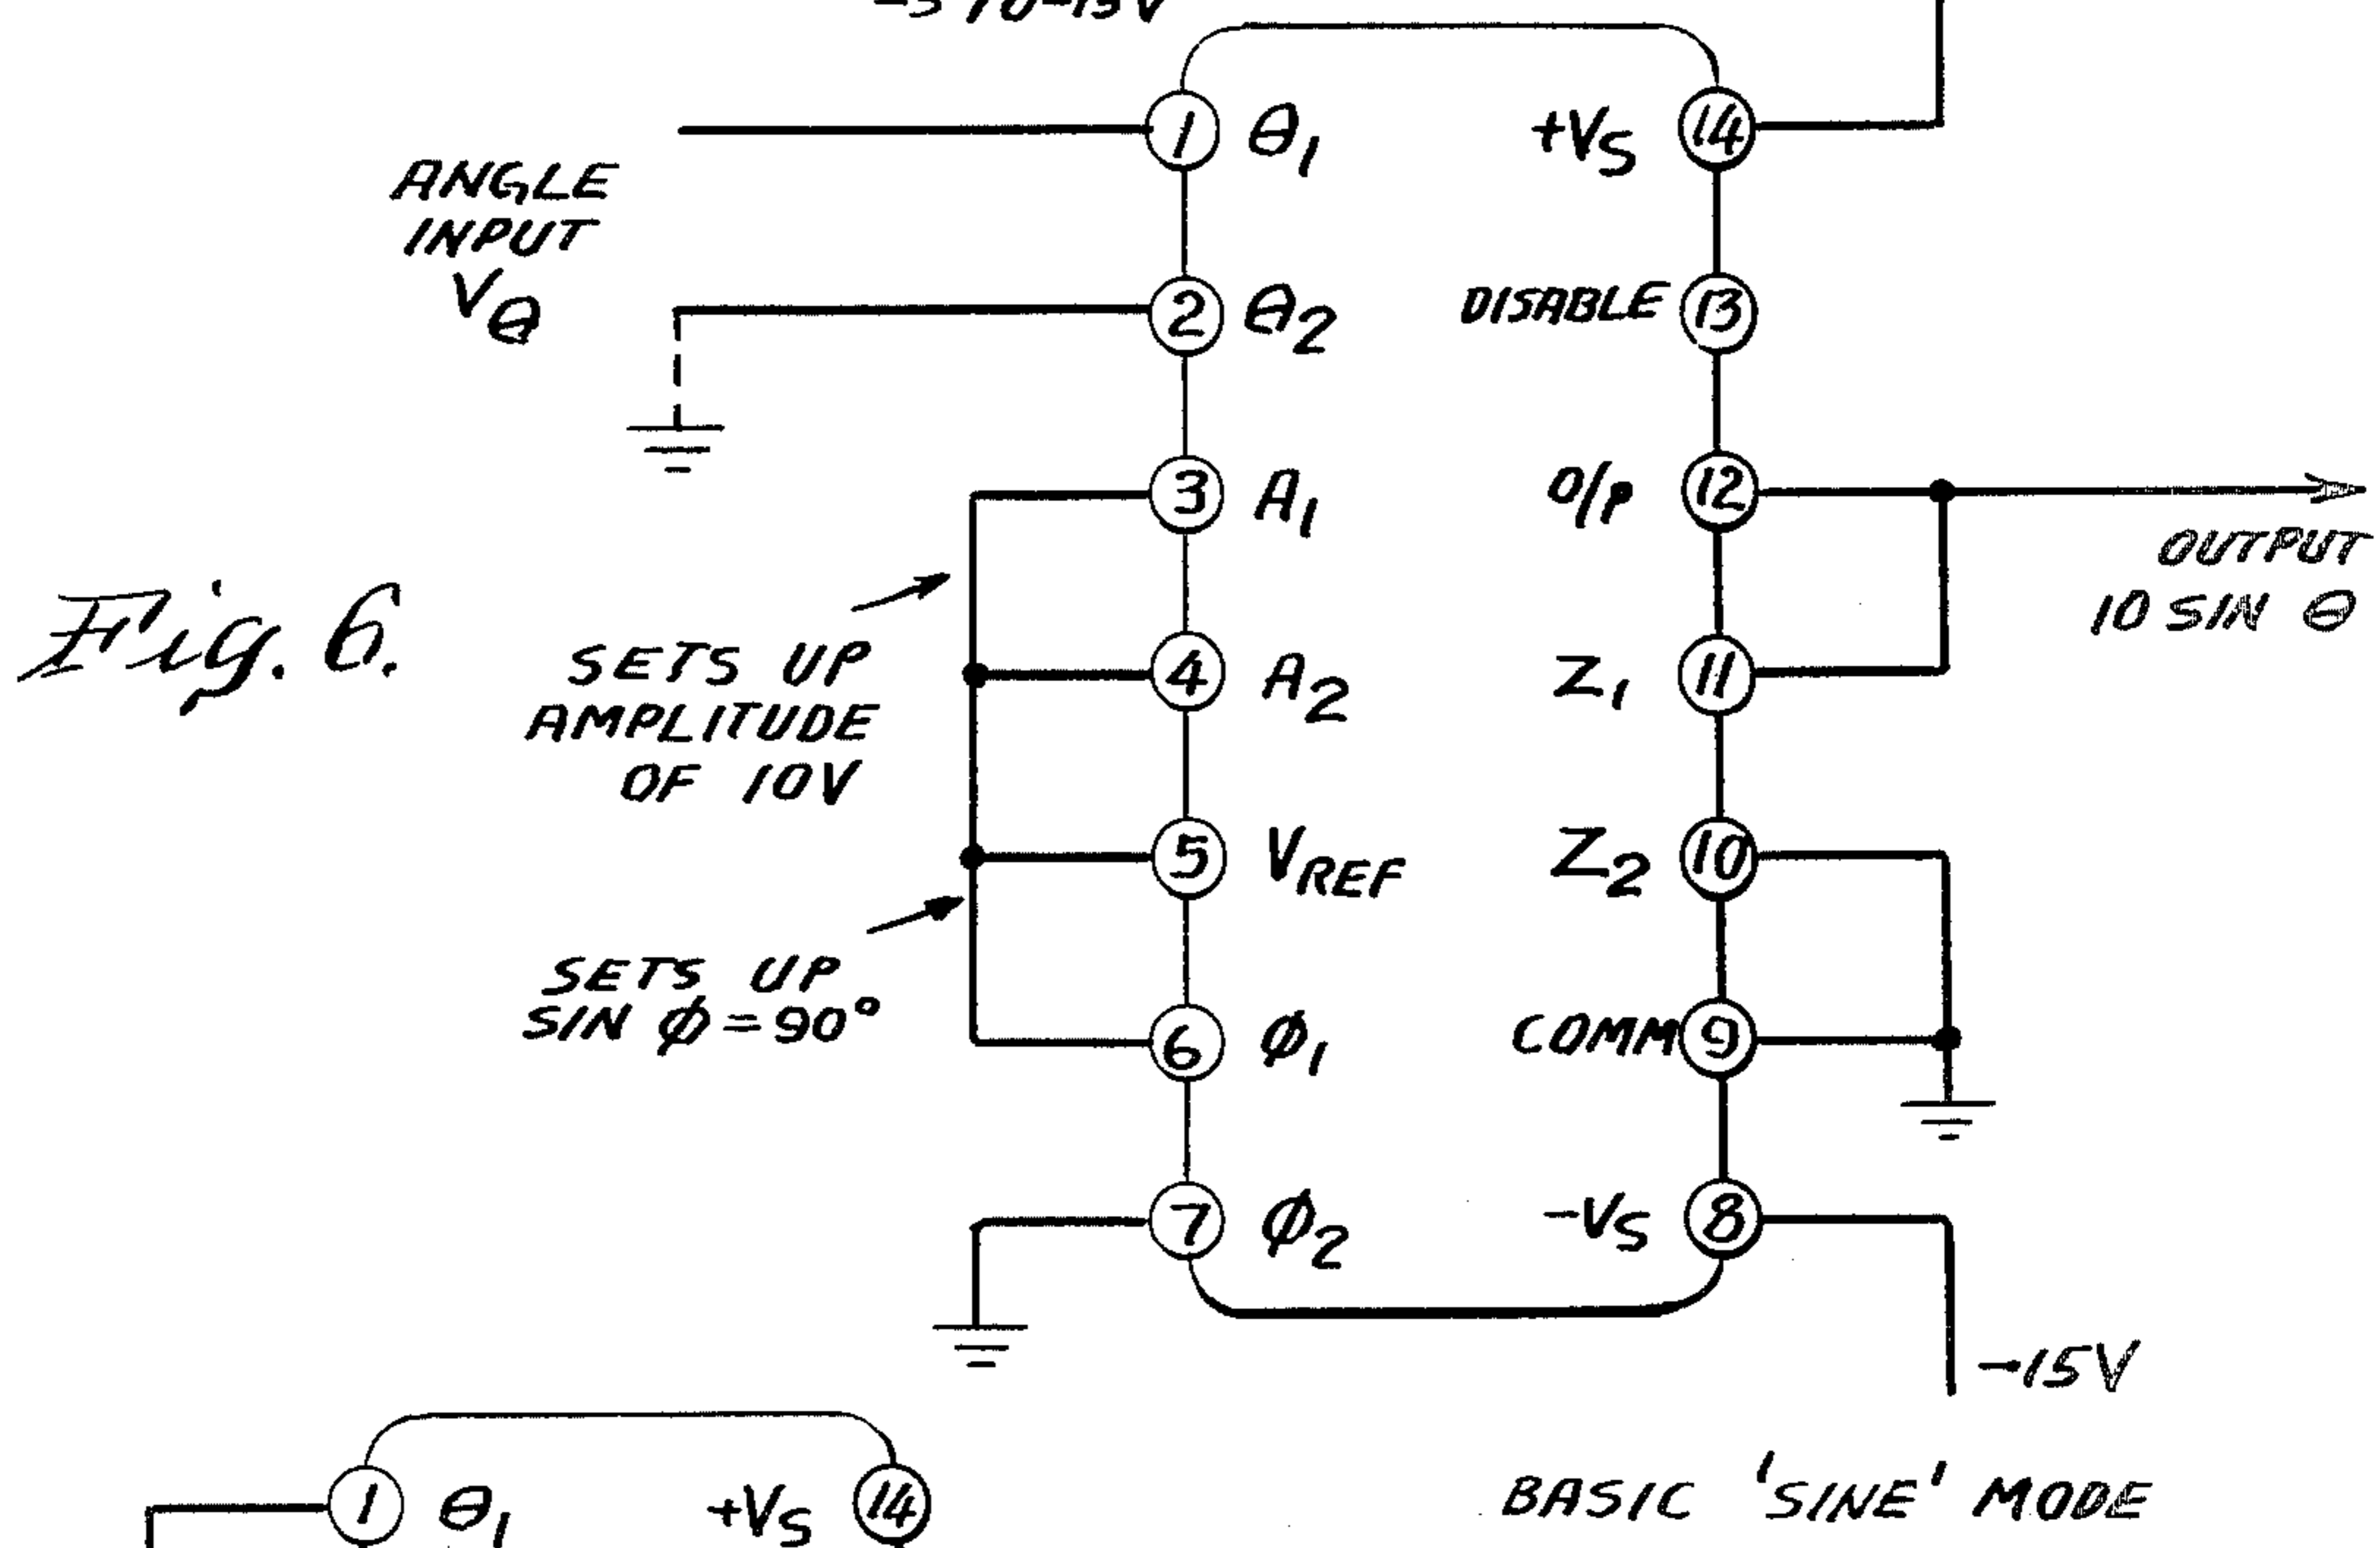 1 θ1 +VS 14
ANGLE
INPUT
Vθ
2 θ2 DISABLE 13
3 A1 O/P 12
OUTPUT
10 SIN θ
Fig. 6.
SETS UP
AMPLITUDE
OF 10V
4 A2 Z1 11
5 VREF Z2 10
SETS UP
SIN ϕ=90°
6 ϕ1 COMM 9
7 ϕ2 -VS 8
-15V
BASIC 'SINE' MODE
1 θ1 +VS 14